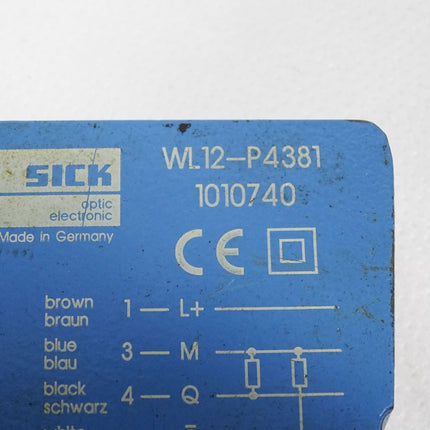 SICK
optic
electronic
Made in Germany
WL12–P4381
1010740
CE
brown
braun
1 — L+
blue
blau
3 — M
black
schwarz
4 — Q
white